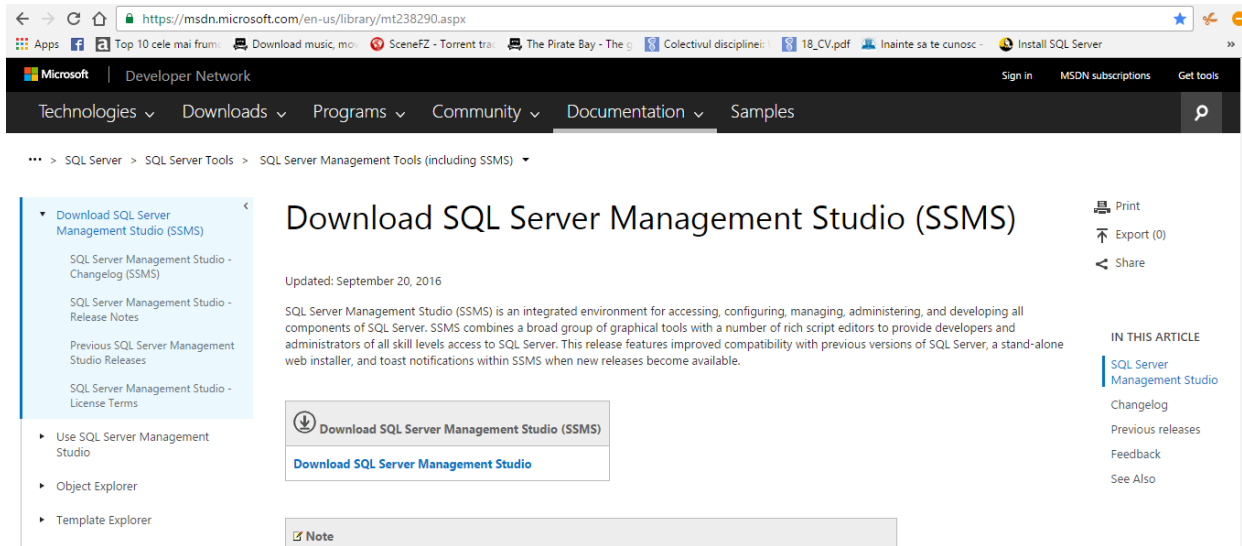 https://msdn.microsoft.com/en-us/library/mt238290.aspx
Apps Top 10 cele mai frumo Download music, mov SceneFZ - Torrent trac The Pirate Bay - The g Colectivul disciplinei: 18_CV.pdf Inainte sa te cunosc - Install SQL Server »
Microsoft Developer Network Sign in MSDN subscriptions Get tools
Technologies Downloads Programs Community Documentation Samples
••• > SQL Server > SQL Server Tools > SQL Server Management Tools (including SSMS)
Download SQL Server
Management Studio (SSMS)
SQL Server Management Studio -
Changelog (SSMS)
SQL Server Management Studio -
Release Notes
Previous SQL Server Management
Studio Releases
SQL Server Management Studio -
License Terms
Use SQL Server Management
Studio
Object Explorer
Template Explorer
Download SQL Server Management Studio (SSMS)
Updated: September 20, 2016
SQL Server Management Studio (SSMS) is an integrated environment for accessing, configuring, managing, administering, and developing all
components of SQL Server. SSMS combines a broad group of graphical tools with a number of rich script editors to provide developers and
administrators of all skill levels access to SQL Server. This release features improved compatibility with previous versions of SQL Server, a stand-alone
web installer, and toast notifications within SSMS when new releases become available.
Download SQL Server Management Studio (SSMS)
Download SQL Server Management Studio
Note
Print
Export (0)
Share
IN THIS ARTICLE
SQL Server
Management Studio
Changelog
Previous releases
Feedback
See Also